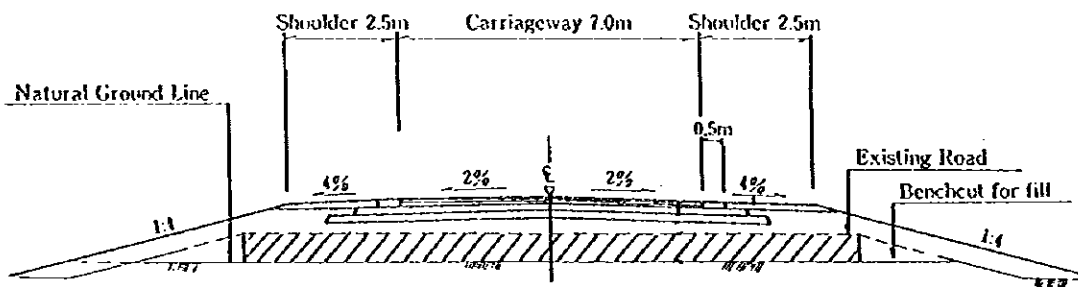 Shoulder 2.5m Carriageway 7.0m Shoulder 2.5m
Natural Ground Line
0.5m
Existing Road
4% 2% ℄ 2% 4%
Benchcut for fill
1:4 1:4